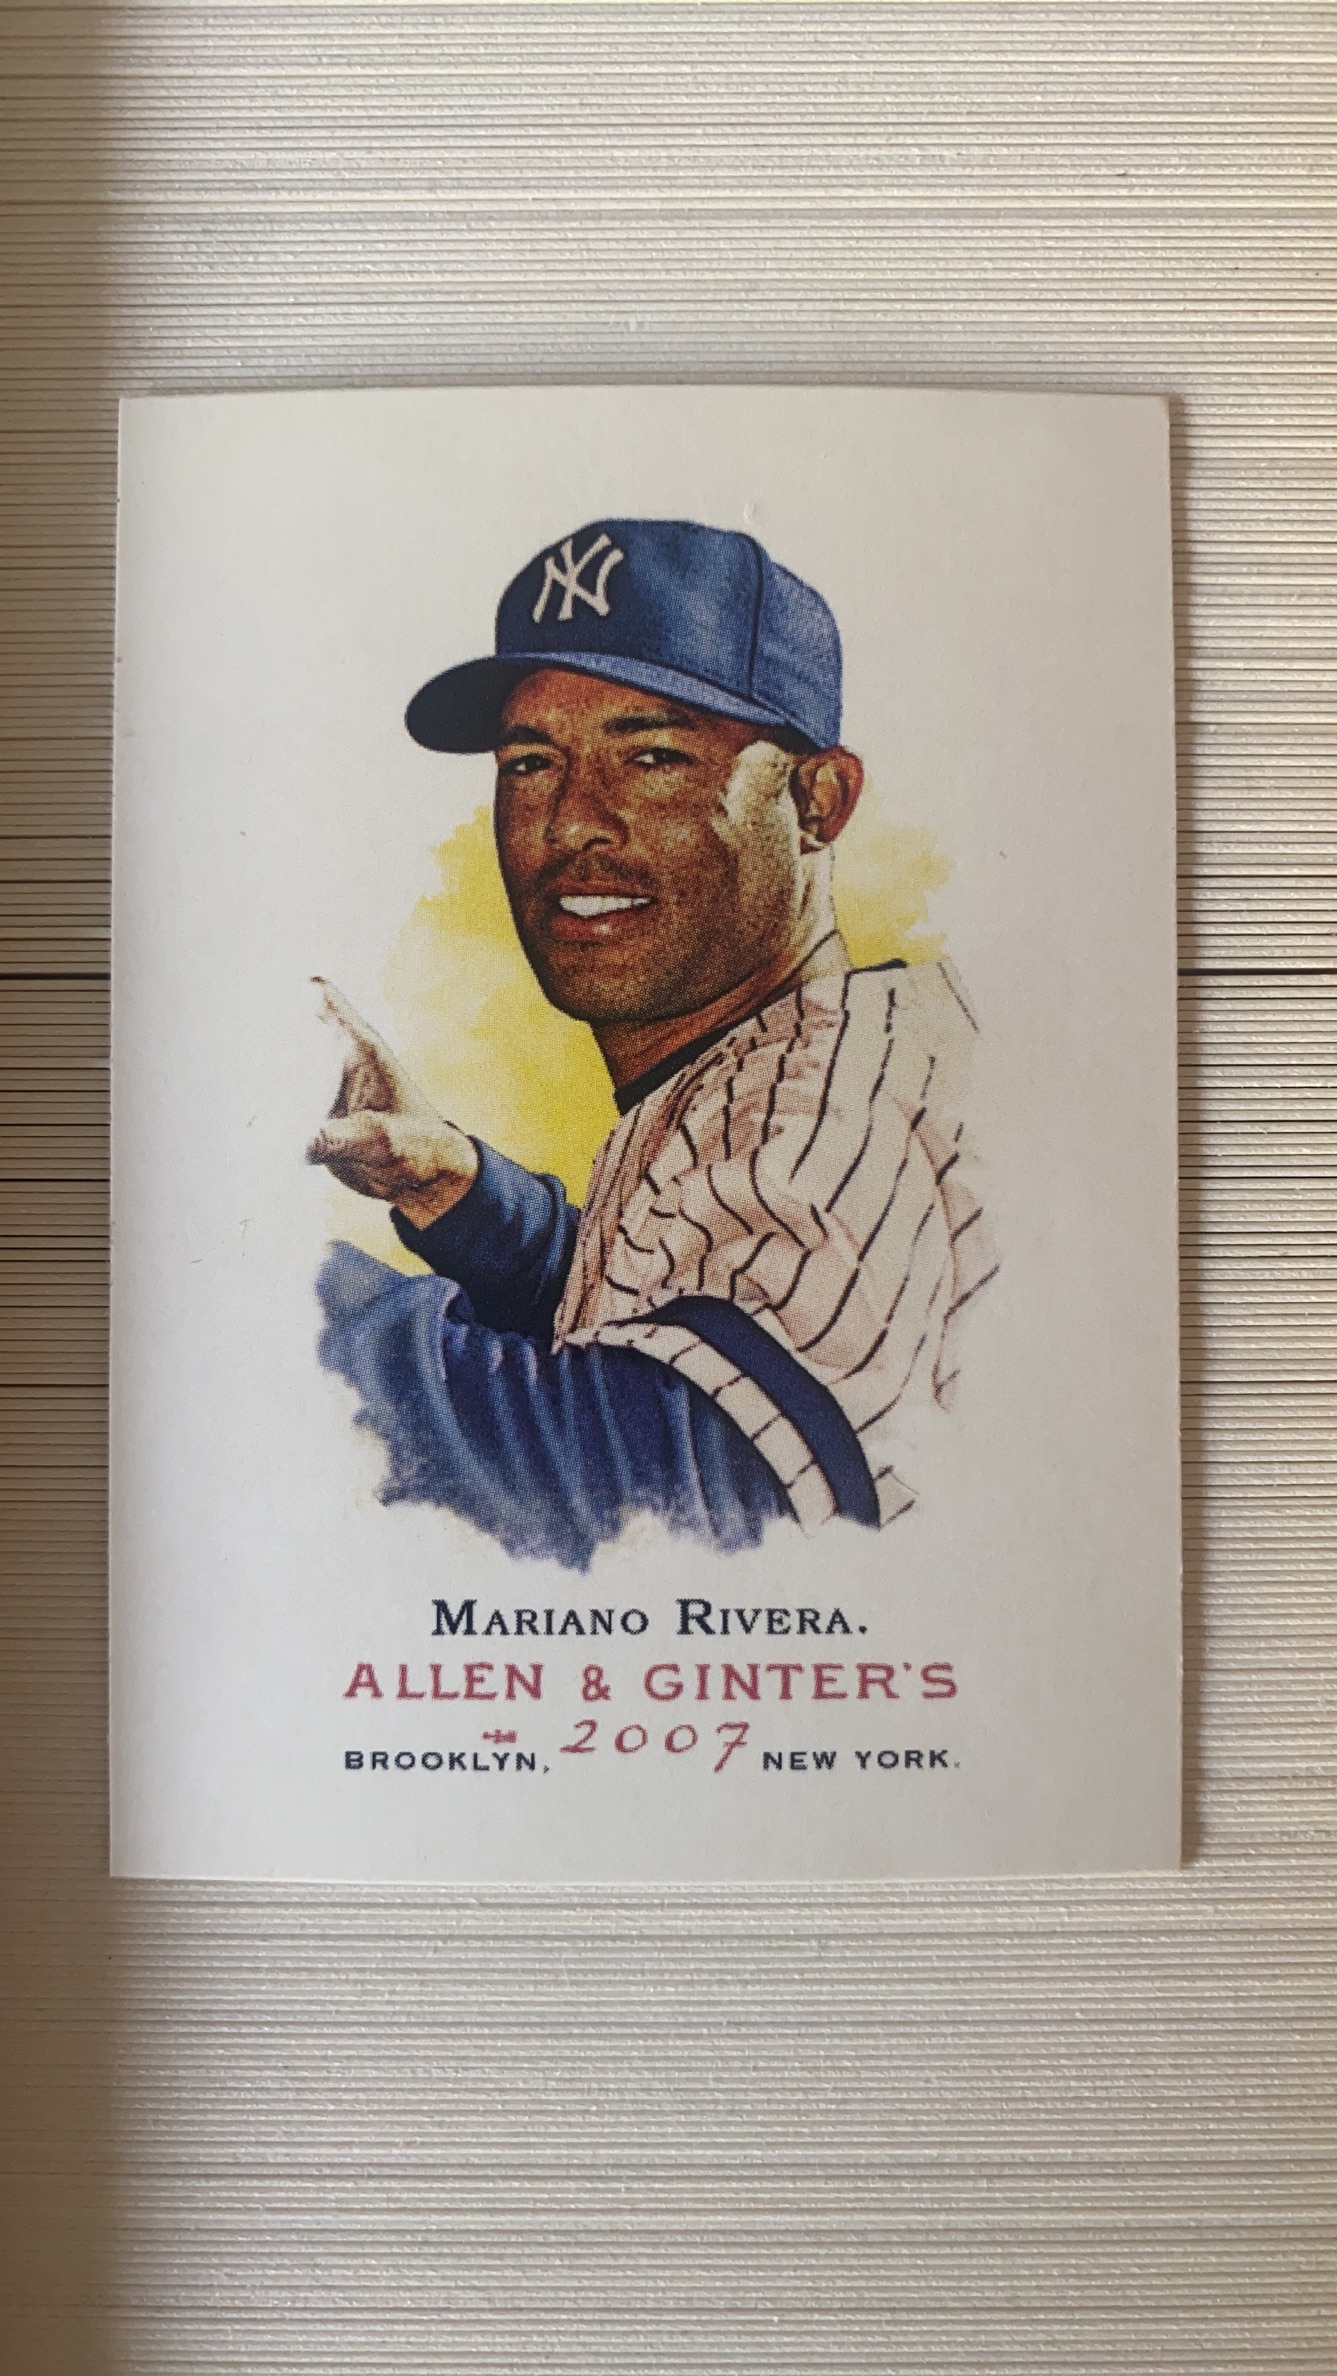 NY
MARIANO RIVERA.
ALLEN & GINTER'S
BROOKLYN, 2007 NEW YORK.